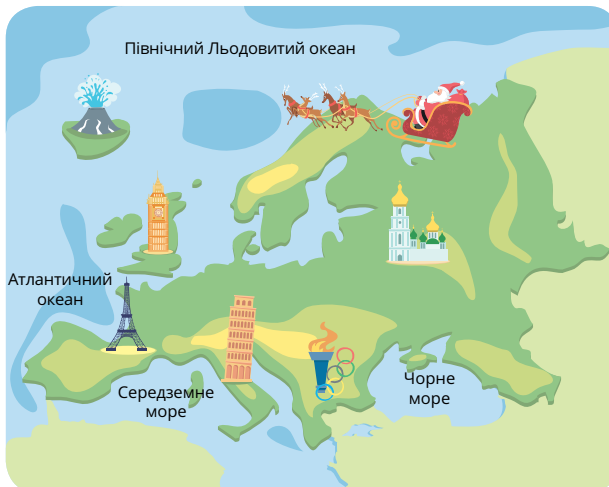 Північний Льодовитий океан
Атлантичний
океан
Середземне
море
Чорне
море